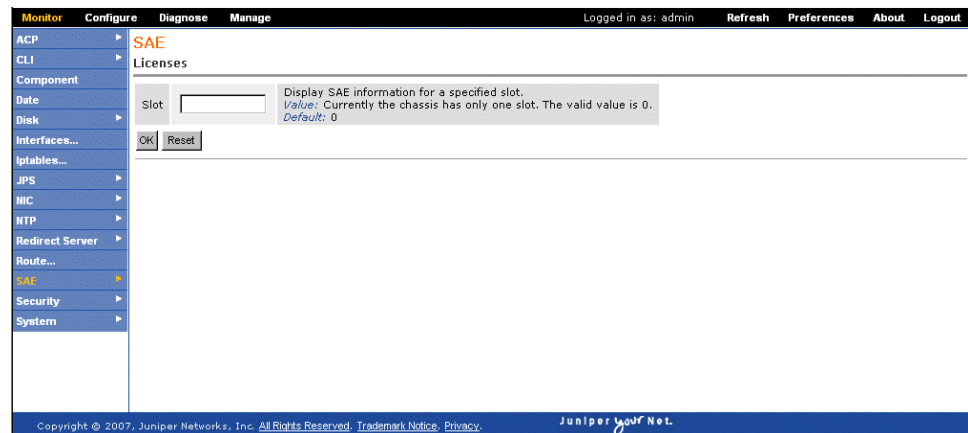 Monitor Configure Diagnose Manage Logged in as: admin Refresh Preferences About Logout
ACP
CLI
Component
Date
Disk
Interfaces...
Iptables...
JPS
NIC
NTP
Redirect Server
Route...
SAE
Security
System
SAE
Licenses
Slot
Display SAE information for a specified slot.
Value: Currently the chassis has only one slot. The valid value is 0.
Default: 0
OK Reset
Copyright © 2007, Juniper Networks, Inc. All Rights Reserved. Trademark Notice. Privacy.
Juniper your Net.